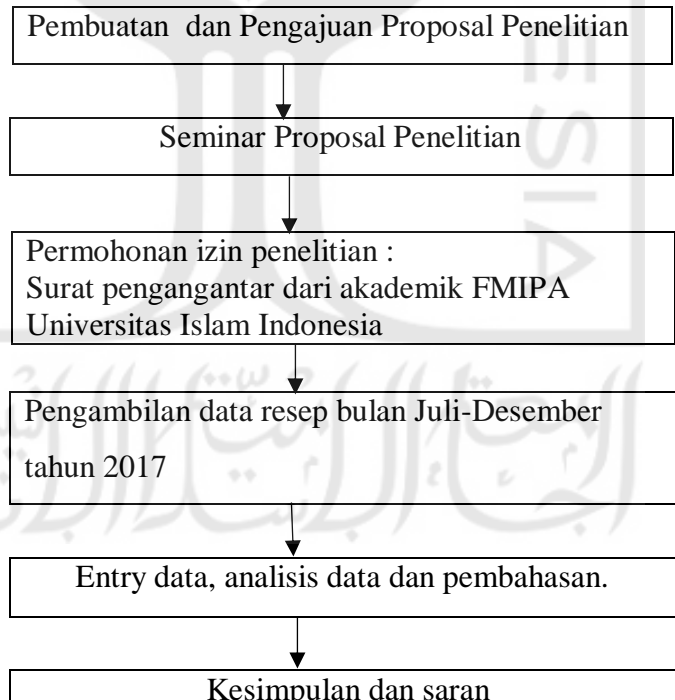 Pembuatan dan Pengajuan Proposal Penelitian
Seminar Proposal Penelitian
Permohonan izin penelitian :
Surat pengangantar dari akademik FMIPA
Universitas Islam Indonesia
Pengambilan data resep bulan Juli-Desember
tahun 2017
Entry data, analisis data dan pembahasan.
Kesimpulan dan saran